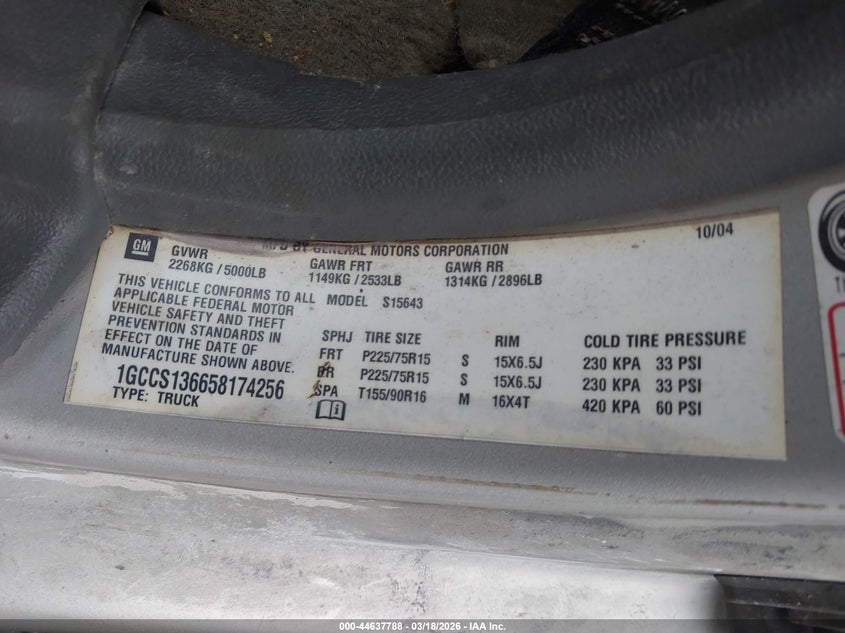 GM
MFD BY GENERAL MOTORS CORPORATION
10/04
GVWR
2268KG / 5000LB
GAWR FRT
1149KG / 2533LB
GAWR RR
1314KG / 2896LB
THIS VEHICLE CONFORMS TO ALL
APPLICABLE FEDERAL MOTOR
VEHICLE SAFETY AND THEFT
PREVENTION STANDARDS IN
EFFECT ON THE DATE OF
MANUFACTURE SHOWN ABOVE.
1GCCS136658174256
TYPE: TRUCK
MODEL S15643
SPHJ TIRE SIZE RIM COLD TIRE PRESSURE
FRT P225/75R15 S 15X6.5J 230 KPA 33 PSI
RR P225/75R15 S 15X6.5J 230 KPA 33 PSI
SPA T155/90R16 M 16X4T 420 KPA 60 PSI
000-44637788 — 03/18/2026 — IAA Inc.